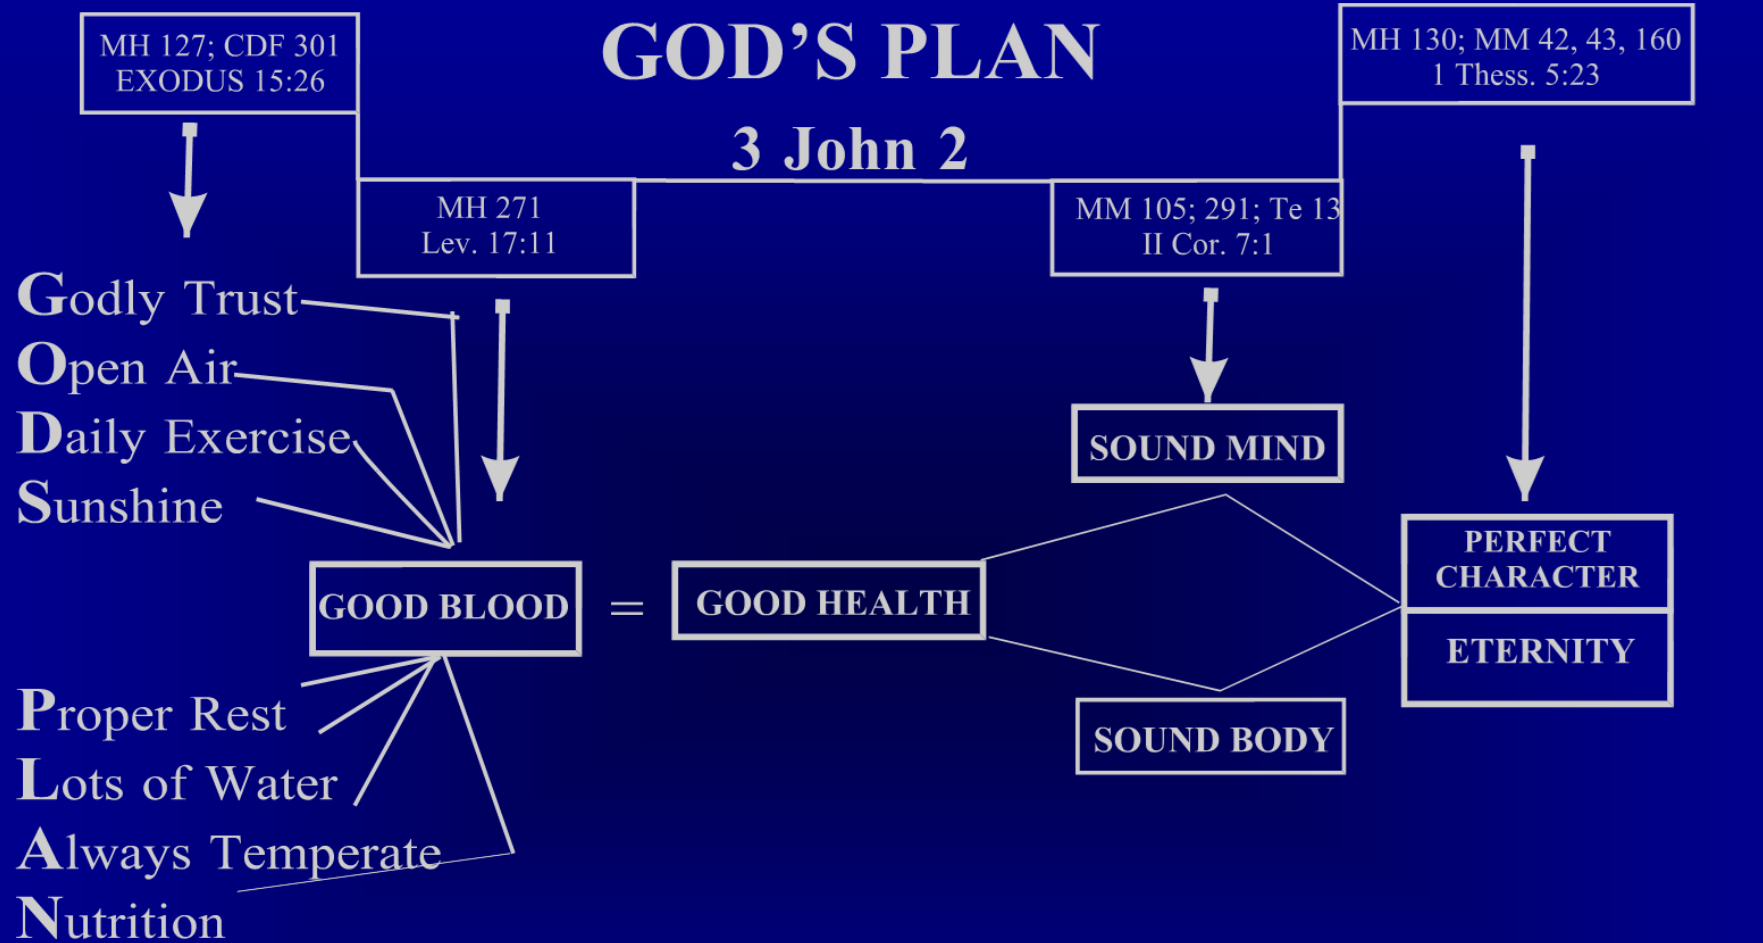 MH 127; CDF 301
EXODUS 15:26
GOD’S PLAN
3 John 2
MH 130; MM 42, 43, 160
1 Thess. 5:23
MH 271
Lev. 17:11
MM 105; 291; Te 13
II Cor. 7:1
Godly Trust
Open Air
Daily Exercise
Sunshine
SOUND MIND
PERFECT
CHARACTER
ETERNITY
GOOD BLOOD
=
GOOD HEALTH
SOUND BODY
Proper Rest
Lots of Water
Always Temperate
Nutrition